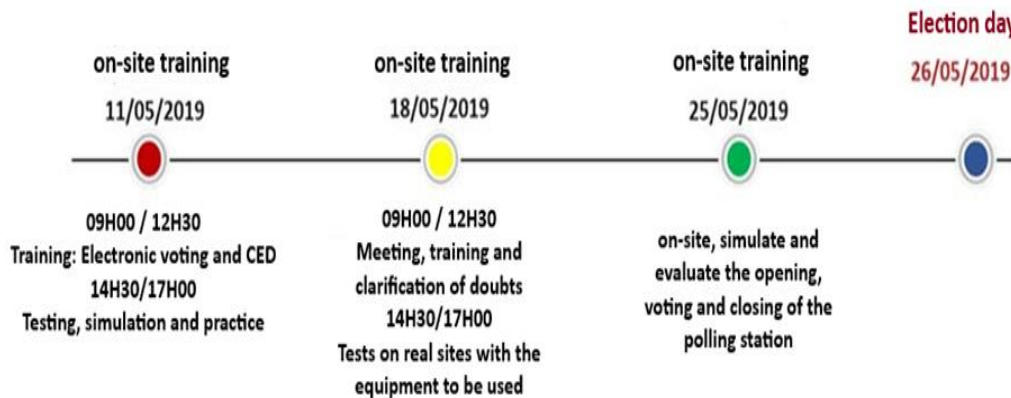 on-site training
11/05/2019
09H00 / 12H30
Training: Electronic voting and CED
14H30/17H00
Testing, simulation and practice
on-site training
18/05/2019
09H00 / 12H30
Meeting, training and
clarification of doubts
14H30/17H00
Tests on real sites with the
equipment to be used
on-site training
25/05/2019
on-site, simulate and
evaluate the opening,
voting and closing of the
polling station
Election day
26/05/2019